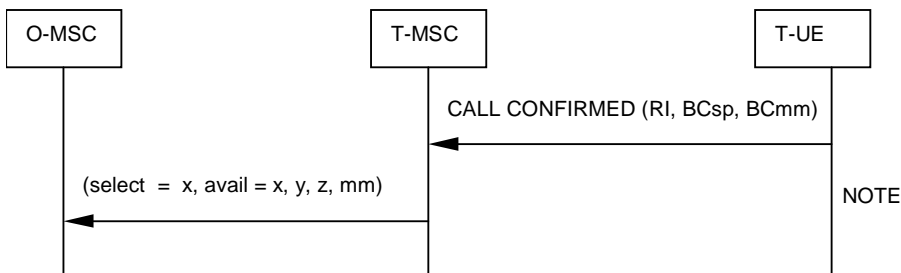 O-MSC
T-MSC
T-UE
CALL CONFIRMED (RI, BCsp, BCmm)
(select = x, avail = x, y, z, mm)
NOTE